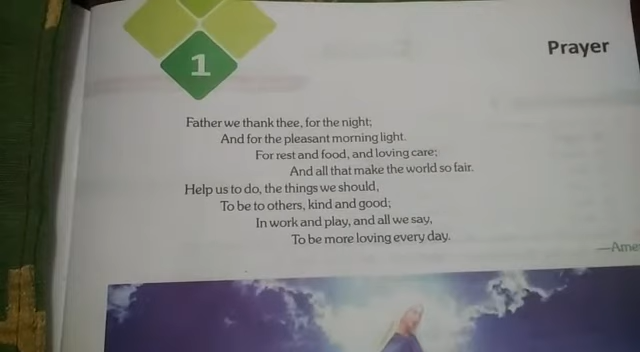 1
Prayer
Father we thank thee, for the night;
And for the pleasant morning light.
For rest and food, and loving care;
And all that make the world so fair.
Help us to do, the things we should,
To be to others, kind and good;
In work and play, and all we say,
To be more loving every day.